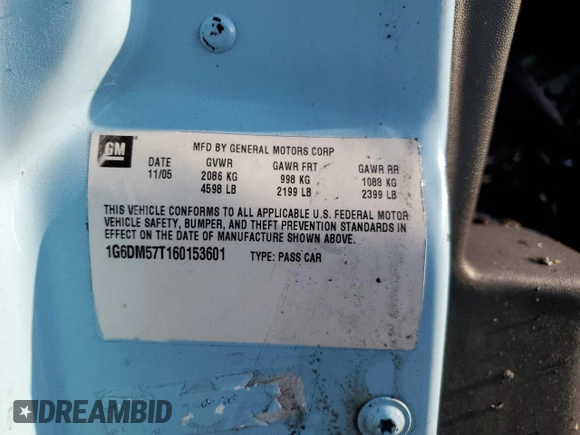 GM
MFD BY GENERAL MOTORS CORP
DATE GVWR GAWR FRT GAWR RR
11/05 2086 KG 998 KG 1088 KG
4598 LB 2199 LB 2399 LB
THIS VEHICLE CONFORMS TO ALL APPLICABLE U.S. FEDERAL MOTOR
VEHICLE SAFETY, BUMPER, AND THEFT PREVENTION STANDARDS IN
EFFECT ON THE DATE OF MANUFACTURE SHOWN ABOVE.
1G6DM57T160153601 TYPE: PASS CAR
DREAMBID